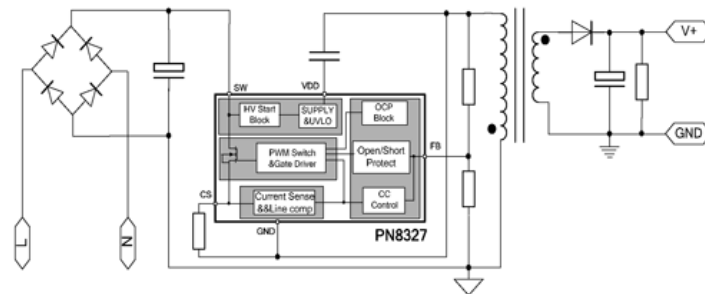 V+
SW
VDD
HV Start
Block
SUPPLY
&UVLO
OCP
Block
PWM Switch
&Gate Driver
Open/Short
Protect
FB
GND
CS
Current Sense
&&Line comp
CC
Control
GND
PN8327
L
N